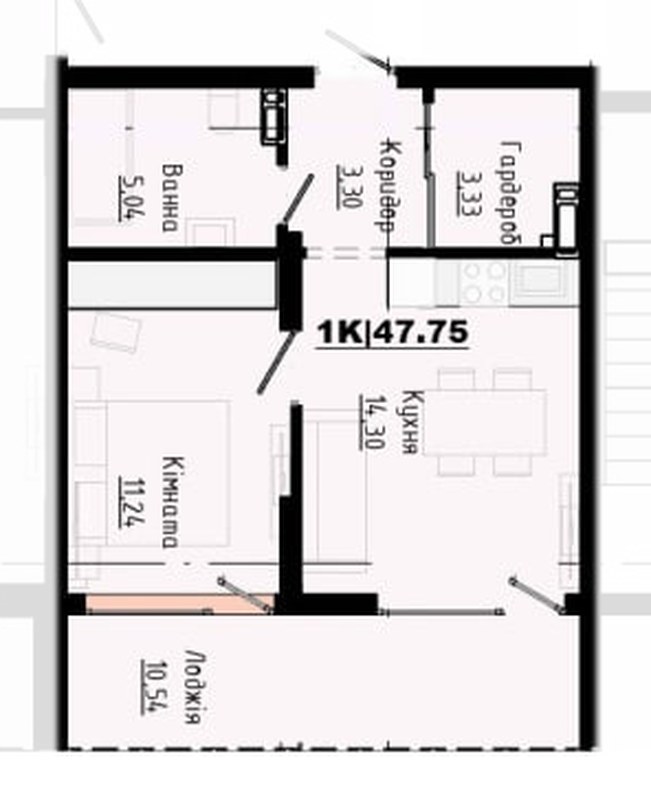 Ванна
5.04
Коридор
3.30
Гардероб
3.33
1К|47.75
Кухня
14.30
Кімната
11.24
Лоджія
10.54